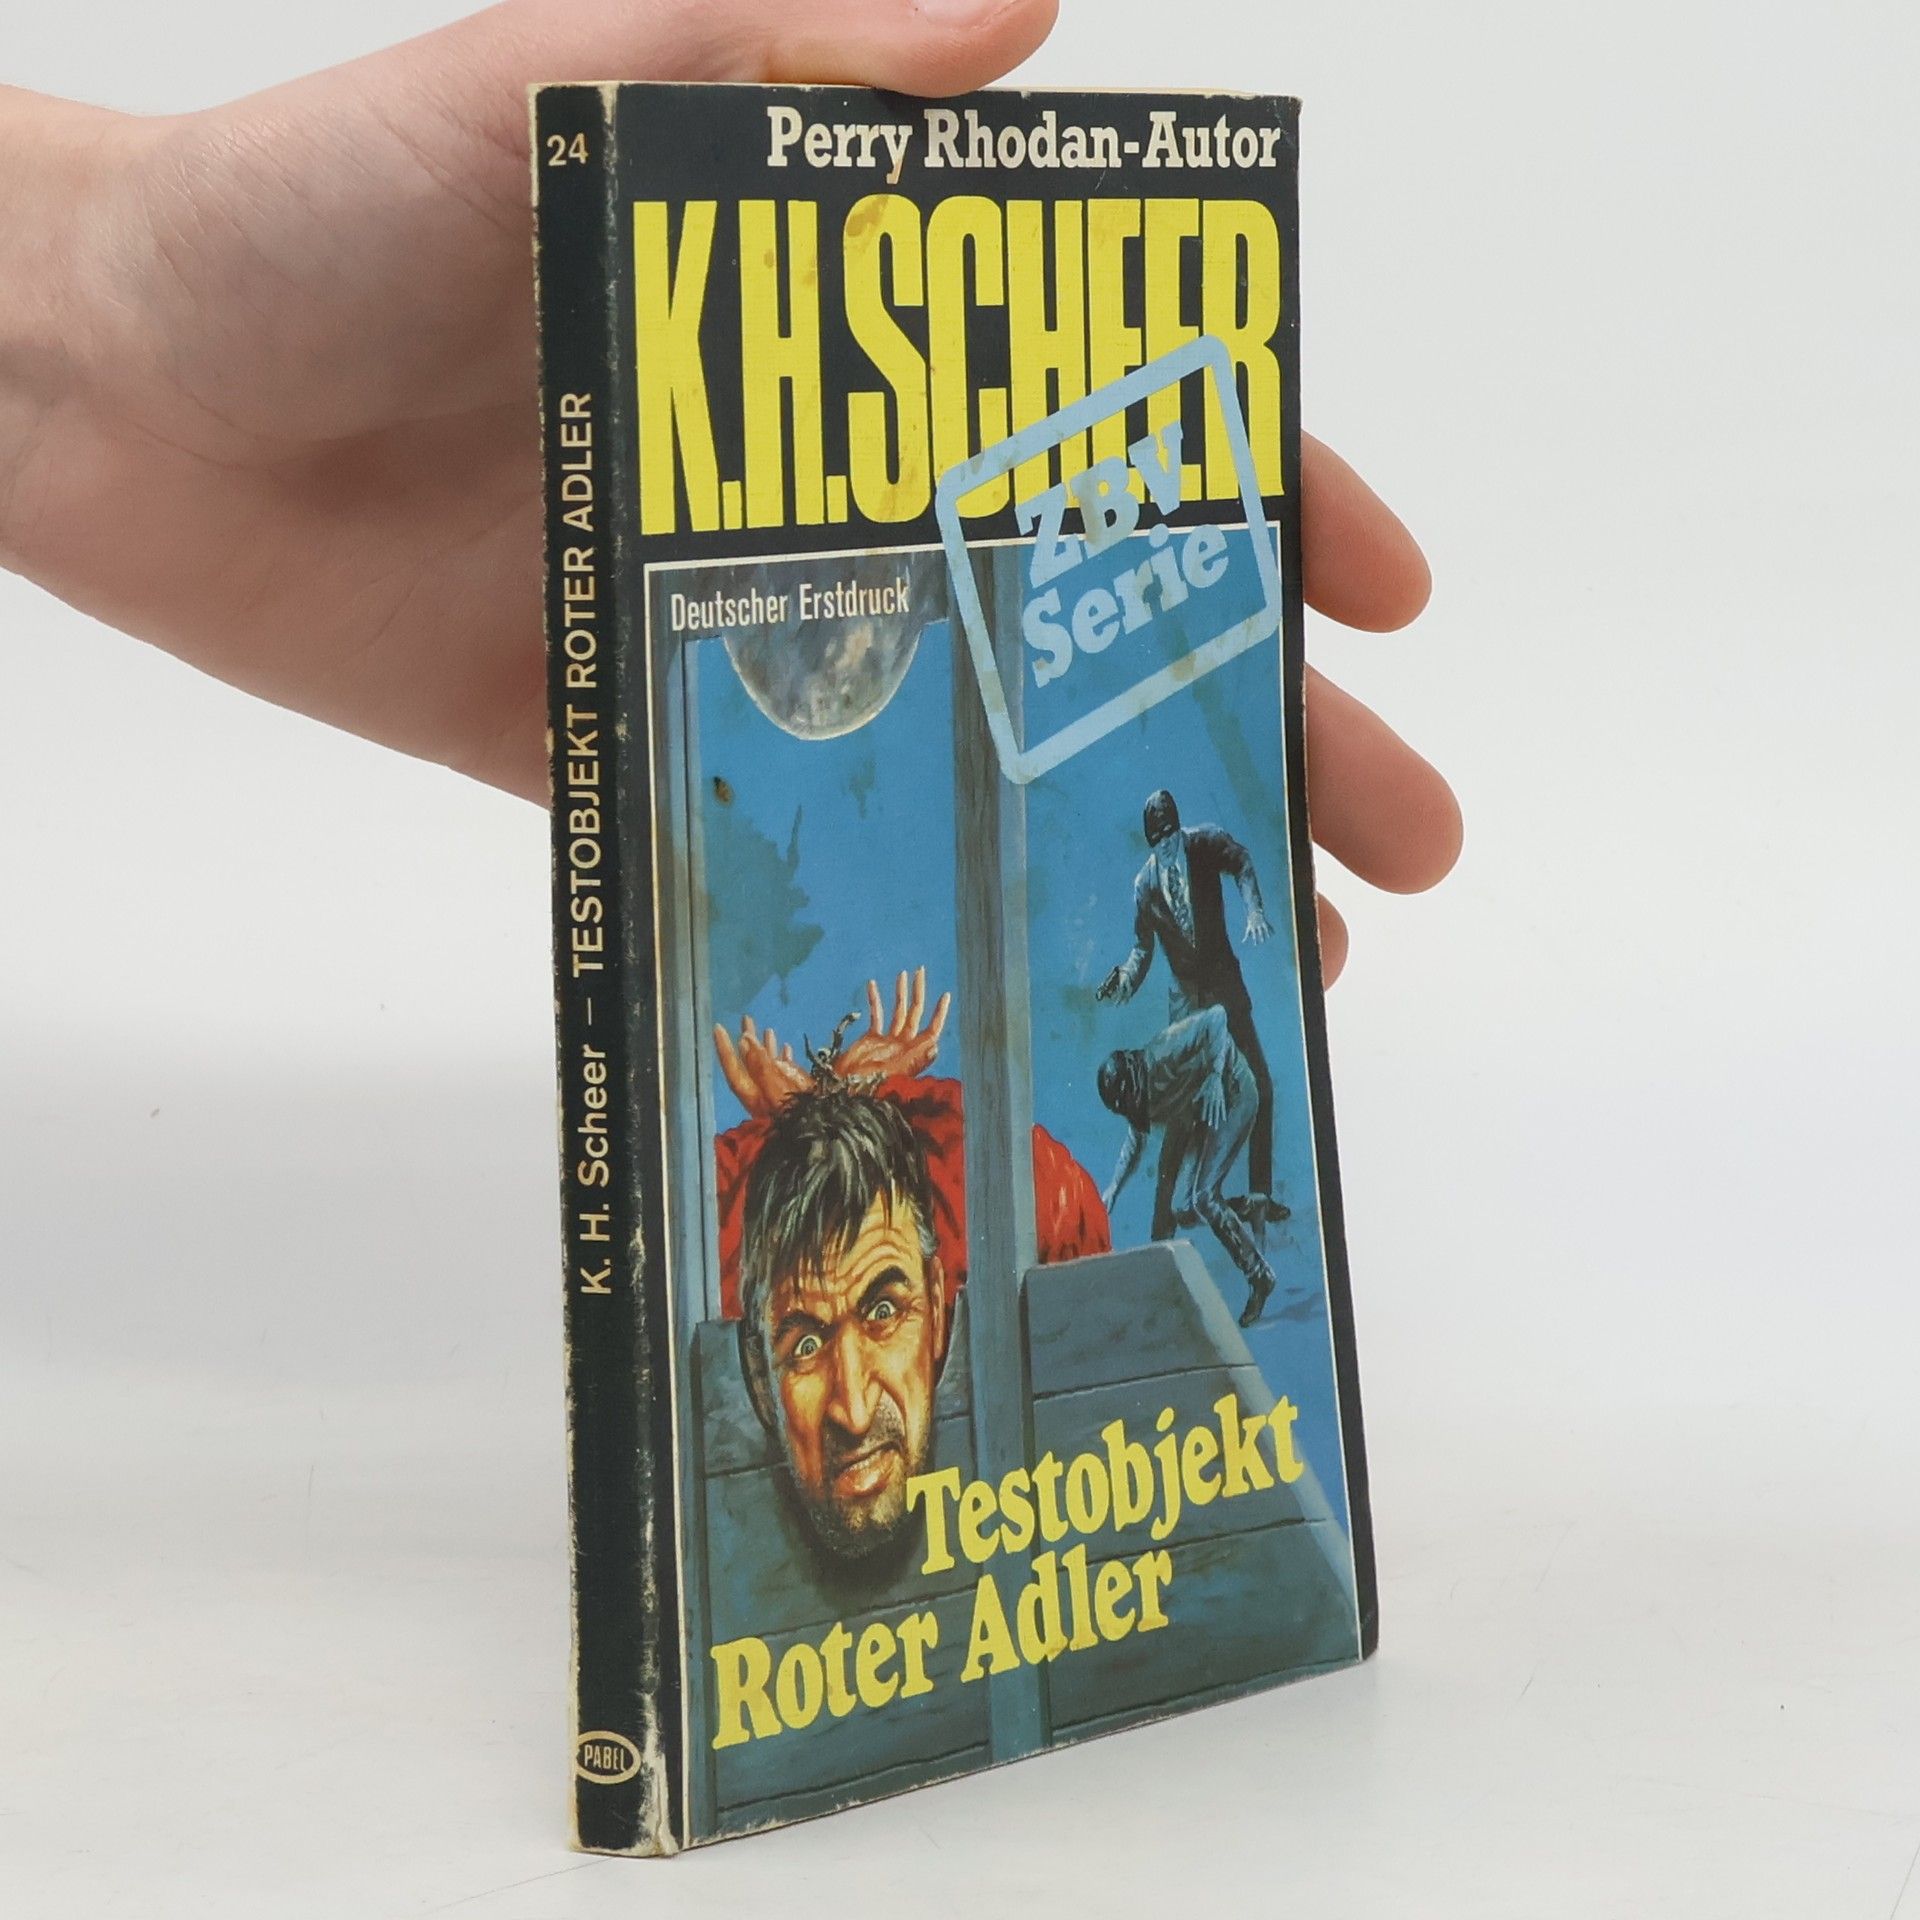 24
K. H. Scheer – TESTOBJEKT ROTER ADLER
PABEL
Perry Rhodan-Autor
K.H.SCHEER
ZBV
Serie
Deutscher Erstdruck
Testobjekt
Roter Adler